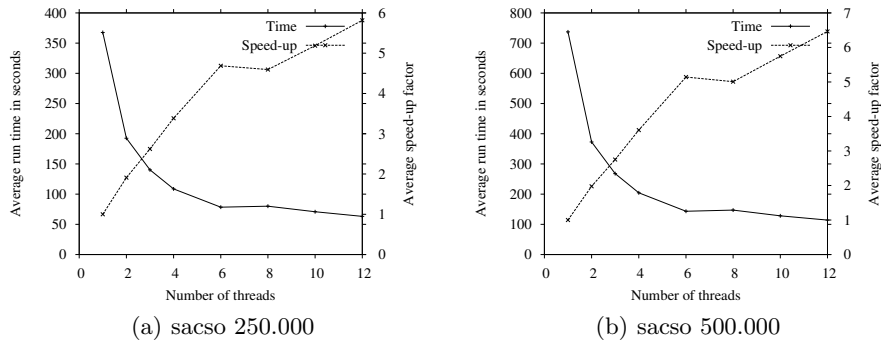 400
350
300
250
200
150
100
50
0
Average run time in seconds
Time
Speed-up
6
5
4
3
2
1
0
Average speed-up factor
0 2 4 6 8 10 12
Number of threads
(a) sacso 250.000
800
700
600
500
400
300
200
100
0
Average run time in seconds
Time
Speed-up
7
6
5
4
3
2
1
0
Average speed-up factor
0 2 4 6 8 10 12
Number of threads
(b) sacso 500.000